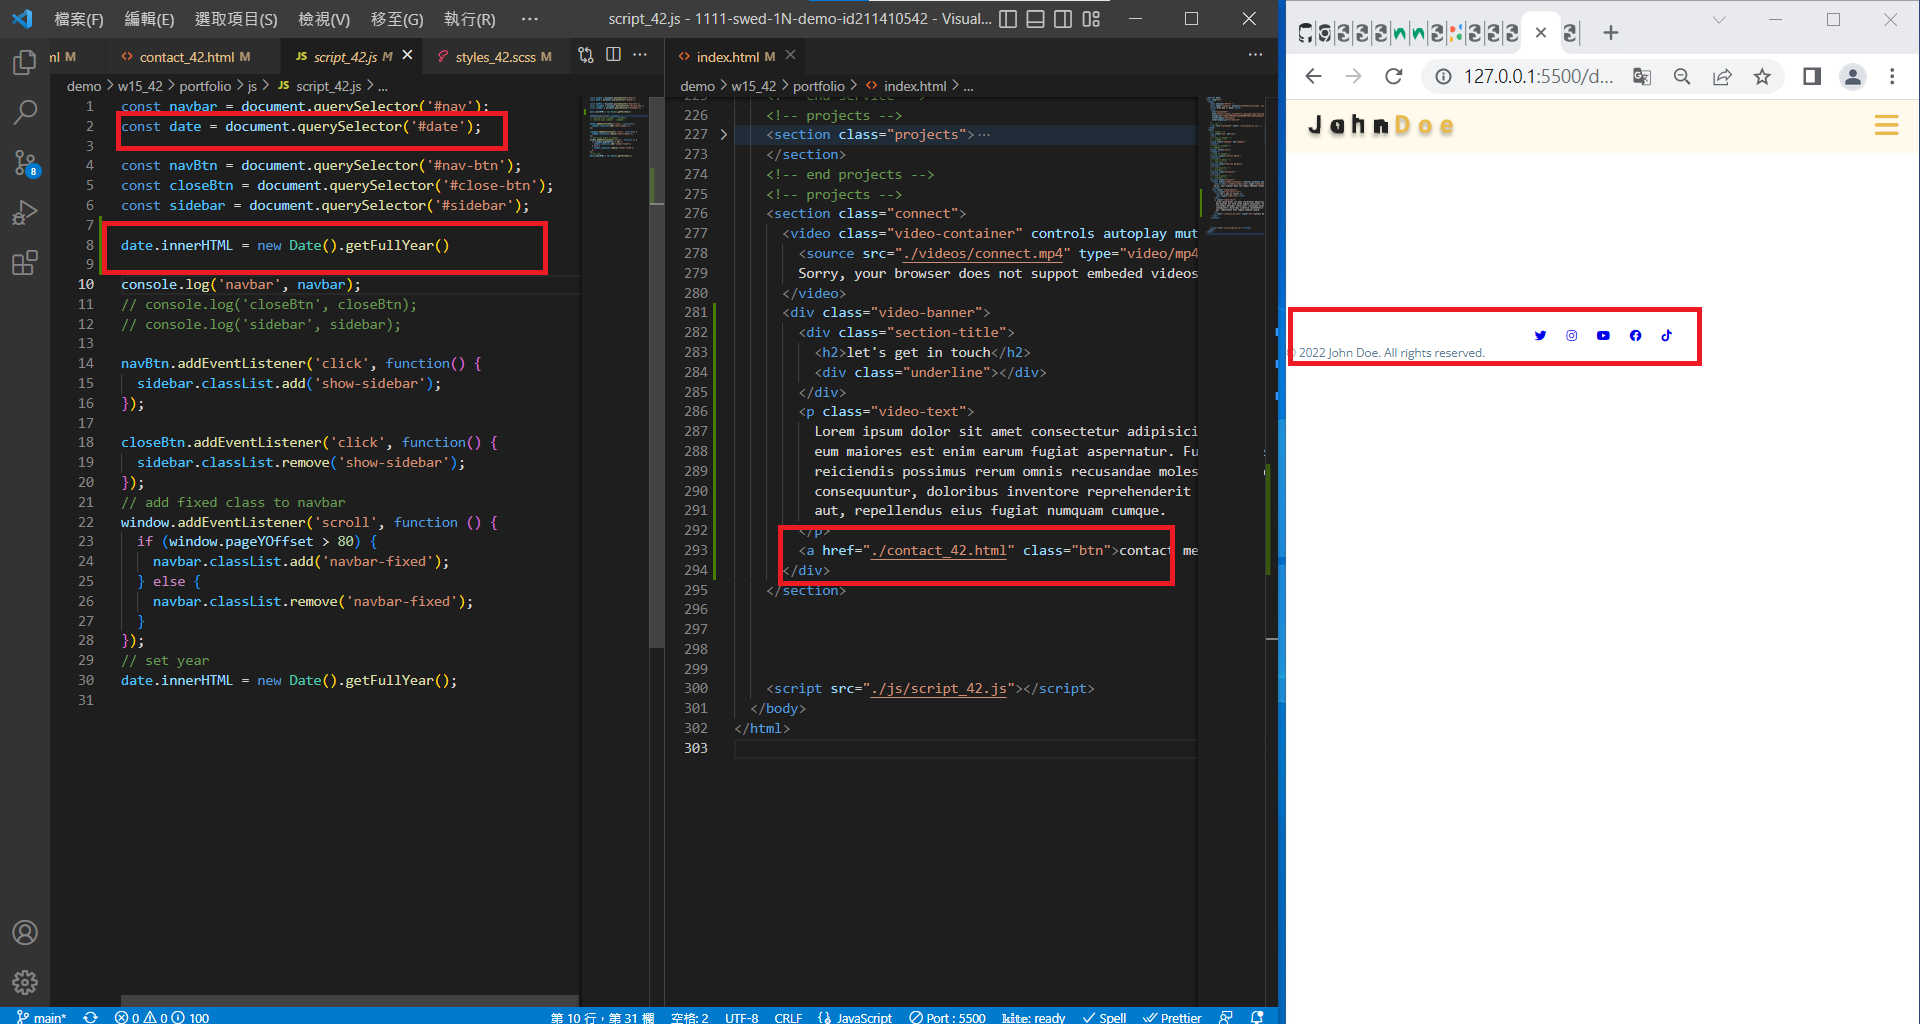 檔案(F) 編輯(E) 選取項目(S) 檢視(V) 移至(G) 執行(R) ··· script_42.js - 1111-swed-1N-demo-id211410542 - Visual...
ml M contact_42.html M JS script_42.js M styles_42.scss M ···
demo > w15_42 > portfolio > js > JS script_42.js > ...
1 const navbar = document.querySelector('#nav');
2 const date = document.querySelector('#date');
3
4 const navBtn = document.querySelector('#nav-btn');
5 const closeBtn = document.querySelector('#close-btn');
6 const sidebar = document.querySelector('#sidebar');
7
8 date.innerHTML = new Date().getFullYear()
9
10 console.log('navbar', navbar);
11 // console.log('closeBtn', closeBtn);
12 // console.log('sidebar', sidebar);
13
14 navBtn.addEventListener('click', function() {
15 sidebar.classList.add('show-sidebar');
16 });
17
18 closeBtn.addEventListener('click', function() {
19 sidebar.classList.remove('show-sidebar');
20 });
21 // add fixed class to navbar
22 window.addEventListener('scroll', function () {
23 if (window.pageYOffset > 80) {
24 navbar.classList.add('navbar-fixed');
25 } else {
26 navbar.classList.remove('navbar-fixed');
27 }
28 });
29 // set year
30 date.innerHTML = new Date().getFullYear();
31
index.html M ···
demo > w15_42 > portfolio > index.html > ...
226 <!-- projects -->
227 <section class="projects">···
273 </section>
274 <!-- end projects -->
275 <!-- projects -->
276 <section class="connect">
277 <video class="video-container" controls autoplay mut
278 <source src="./videos/connect.mp4" type="video/mp4
279 Sorry, your browser does not suppot embeded videos
280 </video>
281 <div class="video-banner">
282 <div class="section-title">
283 <h2>let's get in touch</h2>
284 <div class="underline"></div>
285 </div>
286 <p class="video-text">
287 Lorem ipsum dolor sit amet consectetur adipisici
288 eum maiores est enim earum fugiat aspernatur. Fu
289 reiciendis possimus rerum omnis recusandae moles
290 consequuntur, doloribus inventore reprehenderit
291 aut, repellendus eius fugiat numquam cumque.
292 </p>
293 <a href="./contact_42.html" class="btn">contact me
294 </div>
295 </section>
296
297
298
299
300 <script src="./js/script_42.js"></script>
301 </body>
302 </html>
303
127.0.0.1:5500/d...
JahnDoe
© 2022 John Doe. All rights reserved.
8
main* 0 0 100 第 10 行，第 31 欄 空格: 2 UTF-8 CRLF {} JavaScript Port : 5500 kite: ready Spell Prettier